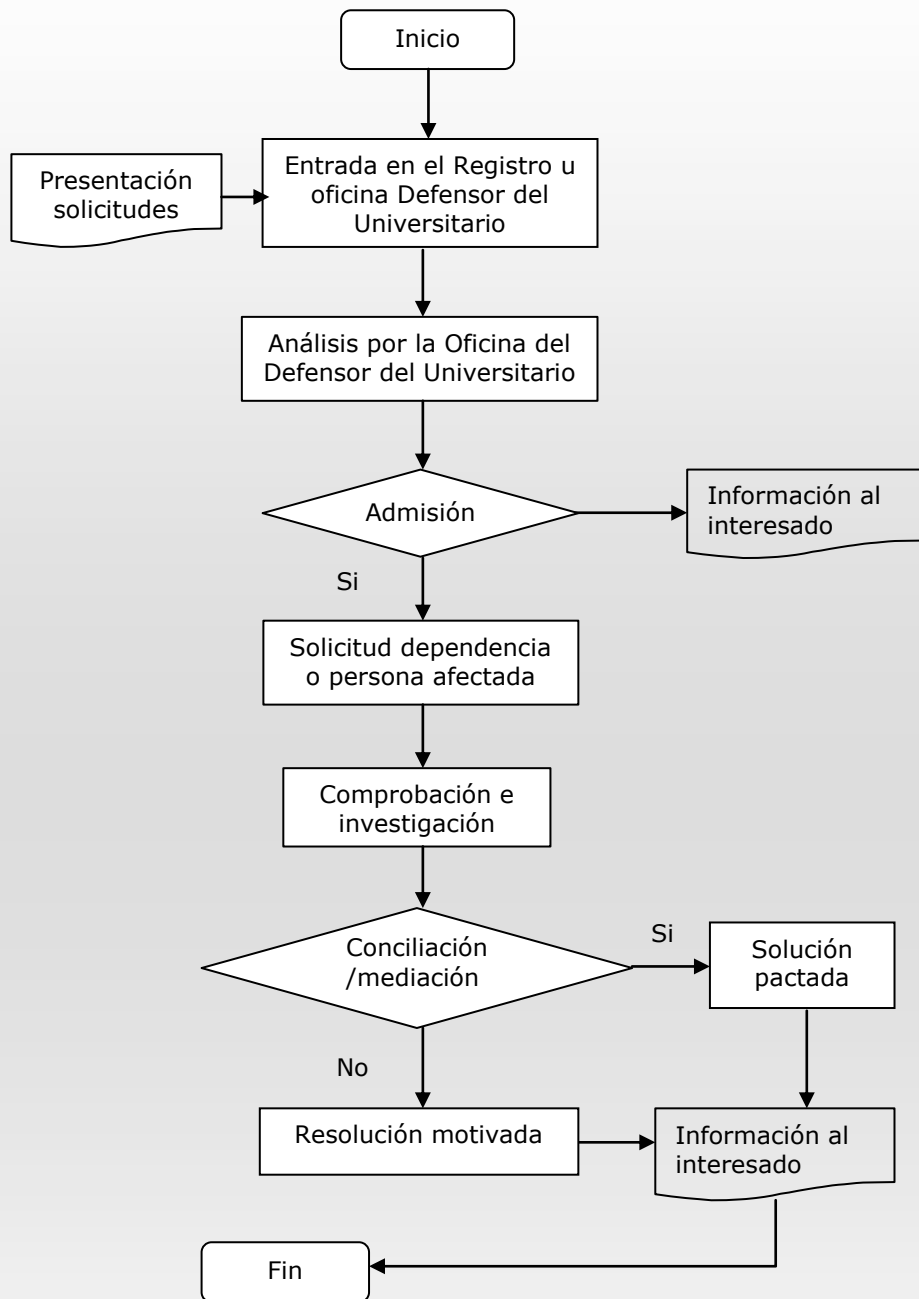 Inicio
Presentación
solicitudes
Entrada en el Registro u
oficina Defensor del
Universitario
Análisis por la Oficina del
Defensor del Universitario
Admisión
Información al
interesado
Si
Solicitud dependencia
o persona afectada
Comprobación e
investigación
Conciliación
/mediación
Si
Solución
pactada
No
Resolución motivada
Información al
interesado
Fin